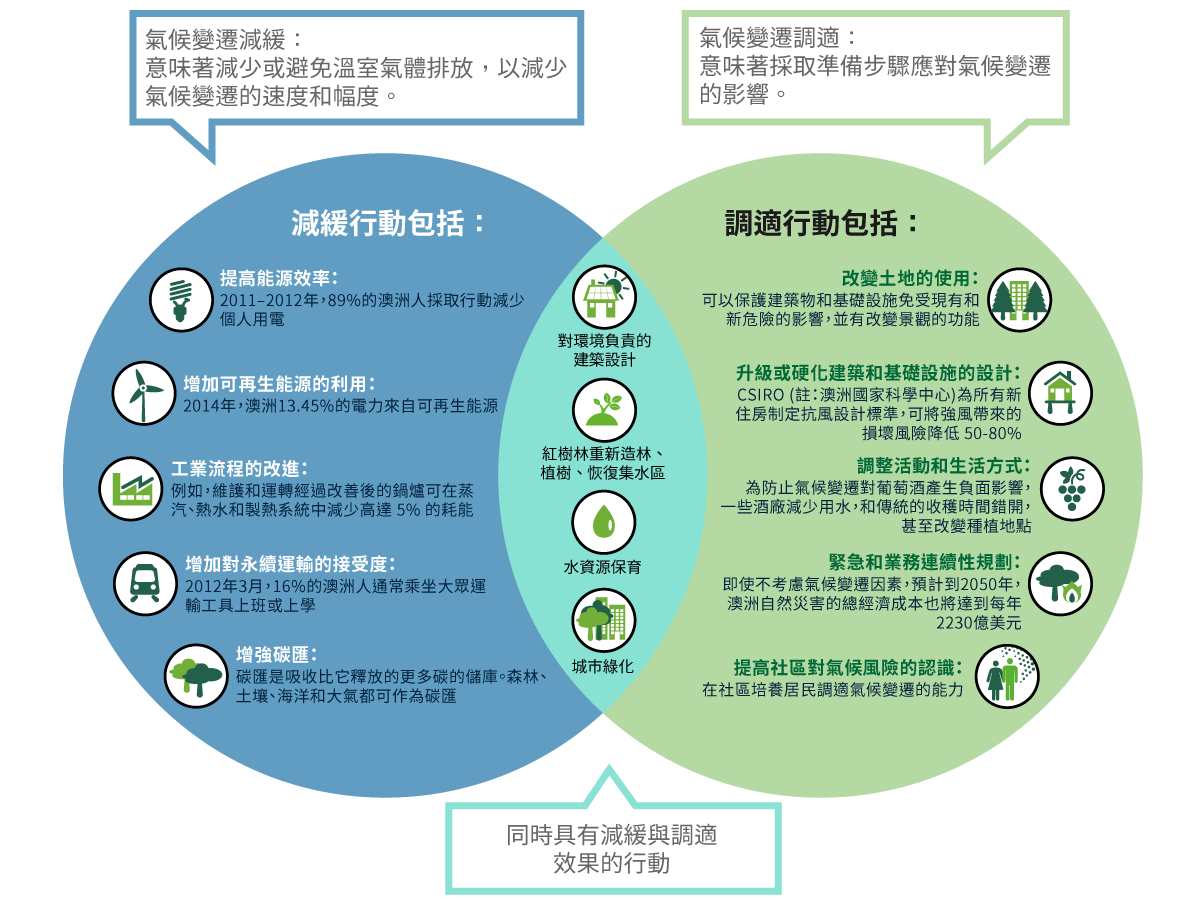 氣候變遷減緩：
意味著減少或避免溫室氣體排放，以減少
氣候變遷的速度和幅度。
氣候變遷調適：
意味著採取準備步驟應對氣候變遷
的影響。
減緩行動包括：
提高能源效率：
2011–2012年，89%的澳洲人採取行動減少
個人用電
增加可再生能源的利用：
2014年，澳洲13.45%的電力來自可再生能源
工業流程的改進：
例如，維護和運轉經過改善後的鍋爐可在蒸
汽、熱水和製熱系統中減少高達 5% 的耗能
增加對永續運輸的接受度：
2012年3月，16%的澳洲人通常乘坐大眾運
輸工具上班或上學
增強碳匯：
碳匯是吸收比它釋放的更多碳的儲庫。森林、
土壤、海洋和大氣都可作為碳匯
對環境負責的
建築設計
紅樹林重新造林、
植樹、恢復集水區
水資源保育
城市綠化
調適行動包括：
改變土地的使用：
可以保護建築物和基礎設施免受現有和
新危險的影響，並有改變景觀的功能
升級或硬化建築和基礎設施的設計：
CSIRO (註：澳洲國家科學中心)為所有新
住房制定抗風設計標準，可將強風帶來的
損壞風險降低 50-80%
調整活動和生活方式：
為防止氣候變遷對葡萄酒產生負面影響，
一些酒廠減少用水，和傳統的收穫時間錯開，
甚至改變種植地點
緊急和業務連續性規劃：
即使不考慮氣候變遷因素，預計到2050年，
澳洲自然災害的總經濟成本也將達到每年
2230億美元
提高社區對氣候風險的認識：
在社區培養居民調適氣候變遷的能力
同時具有減緩與調適
效果的行動